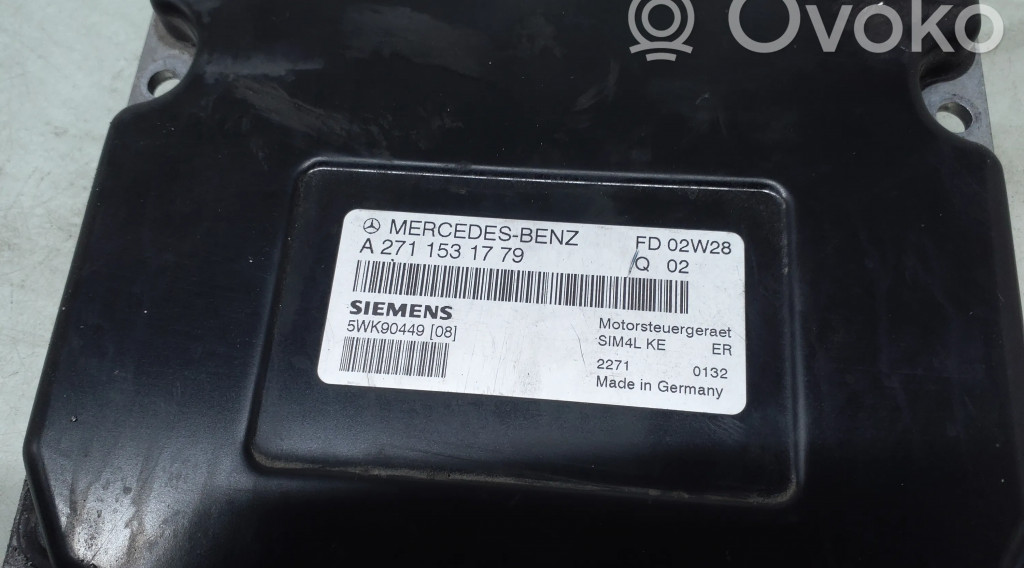 Ovoko
MERCEDES-BENZ FD 02W28
A 271 153 17 79 /Q 02
SIEMENS
5WK90449 [08] Motorsteuergeraet
SIM4L KE ER
2271 0132
Made in Germany